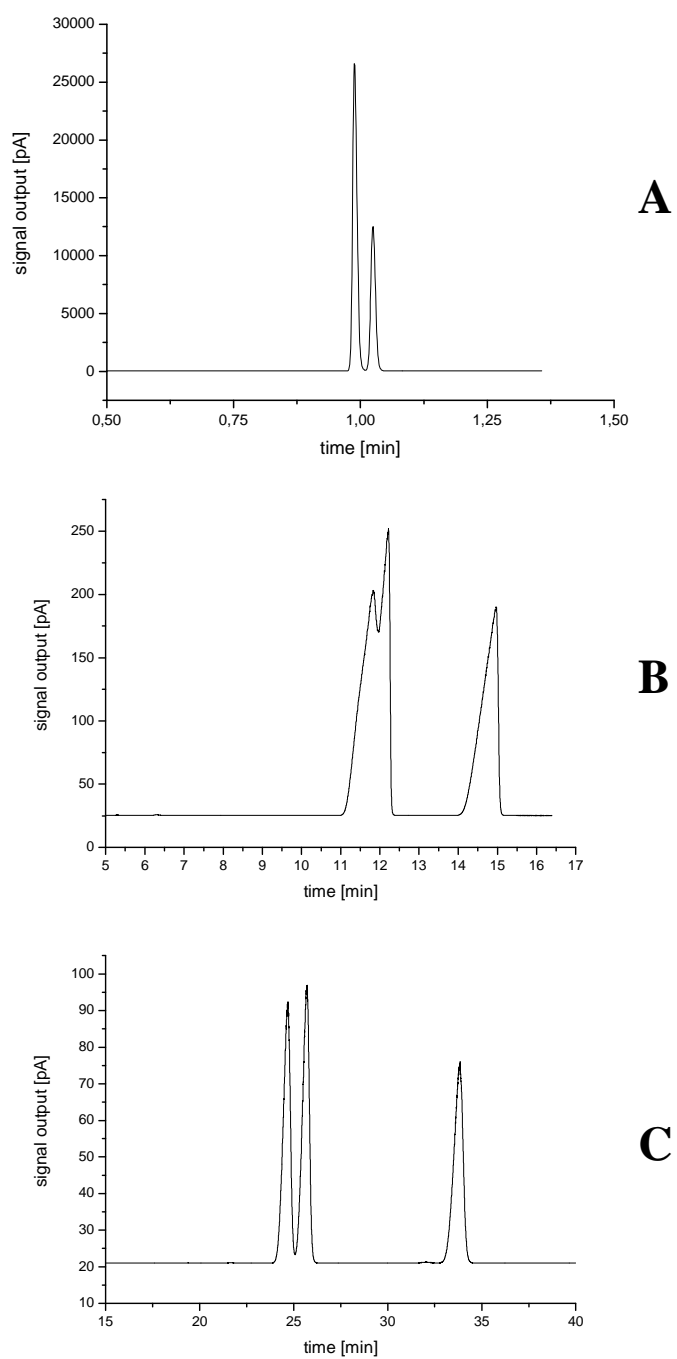 30000
25000
20000
15000
10000
5000
0
signal output [pA]
0,50 0,75 1,00 1,25 1,50
time [min]
A
250
200
150
100
50
0
signal output [pA]
5 6 7 8 9 10 11 12 13 14 15 16 17
time [min]
B
100
90
80
70
60
50
40
30
20
10
signal output [pA]
15 20 25 30 35 40
time [min]
C